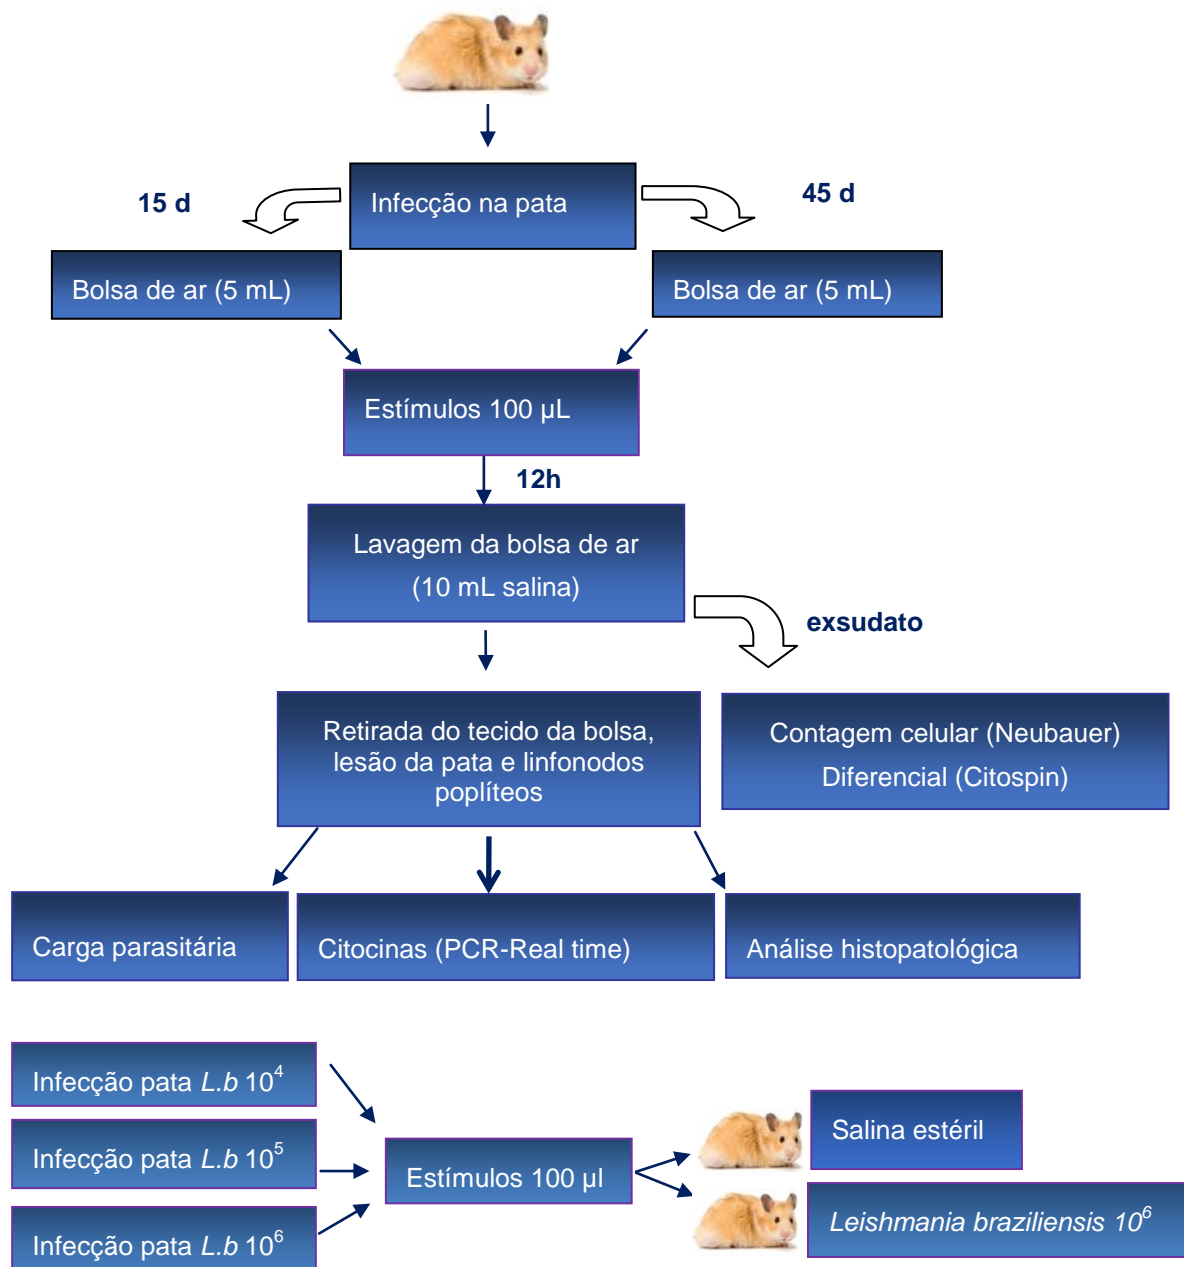 15 d
Infecção na pata
45 d
Bolsa de ar (5 mL)
Bolsa de ar (5 mL)
Estímulos 100 µL
12h
Lavagem da bolsa de ar
(10 mL salina)
exsudato
Retirada do tecido da bolsa,
lesão da pata e linfonodos
poplíteos
Contagem celular (Neubauer)
Diferencial (Citospin)
Carga parasitária
Citocinas (PCR-Real time)
Análise histopatológica
Infecção pata L.b 10⁴
Infecção pata L.b 10⁵
Infecção pata L.b 10⁶
Estímulos 100 µl
Salina estéril
Leishmania braziliensis 10⁶